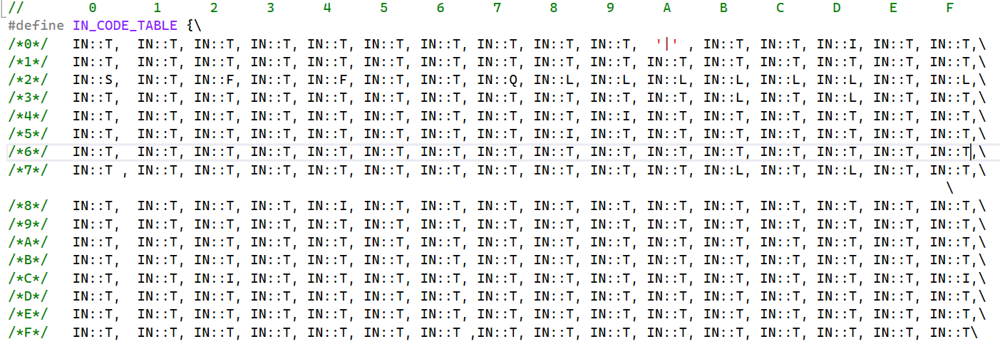 // 0 1 2 3 4 5 6 7 8 9 A B C D E F
#define IN_CODE_TABLE {\
/*0*/ IN::T, IN::T, IN::T, IN::T, IN::T, IN::T, IN::T, IN::T, IN::T, IN::T, '|' , IN::T, IN::T, IN::I, IN::T, IN::T,\
/*1*/ IN::T, IN::T, IN::T, IN::T, IN::T, IN::T, IN::T, IN::T, IN::T, IN::T, IN::T, IN::T, IN::T, IN::T, IN::T, IN::T,\
/*2*/ IN::S, IN::T, IN::F, IN::T, IN::F, IN::T, IN::T, IN::Q, IN::L, IN::L, IN::L, IN::L, IN::L, IN::L, IN::T, IN::L,\
/*3*/ IN::T, IN::T, IN::T, IN::T, IN::T, IN::T, IN::T, IN::T, IN::T, IN::T, IN::T, IN::L, IN::T, IN::L, IN::T, IN::T,\
/*4*/ IN::T, IN::T, IN::T, IN::T, IN::T, IN::T, IN::T, IN::T, IN::T, IN::I, IN::T, IN::T, IN::T, IN::T, IN::T, IN::T,\
/*5*/ IN::T, IN::T, IN::T, IN::T, IN::T, IN::T, IN::T, IN::T, IN::I, IN::T, IN::T, IN::T, IN::T, IN::T, IN::T, IN::T,\
/*6*/ IN::T, IN::T, IN::T, IN::T, IN::T, IN::T, IN::T, IN::T, IN::T, IN::T, IN::T, IN::T, IN::T, IN::T, IN::T, IN::T,\
/*7*/ IN::T , IN::T, IN::T, IN::T, IN::T, IN::T, IN::T, IN::T, IN::T, IN::T, IN::T, IN::L, IN::T, IN::L, IN::T, IN::T,\
\
/*8*/ IN::T, IN::T, IN::T, IN::T, IN::I, IN::T, IN::T, IN::T, IN::T, IN::T, IN::T, IN::T, IN::T, IN::T, IN::T, IN::T,\
/*9*/ IN::T, IN::T, IN::T, IN::T, IN::T, IN::T, IN::T, IN::T, IN::T, IN::T, IN::T, IN::T, IN::T, IN::T, IN::T, IN::T,\
/*A*/ IN::T, IN::T, IN::T, IN::T, IN::T, IN::T, IN::T, IN::T, IN::T, IN::T, IN::T, IN::T, IN::T, IN::T, IN::T, IN::T,\
/*B*/ IN::T, IN::T, IN::T, IN::T, IN::T, IN::T, IN::T, IN::T, IN::T, IN::T, IN::T, IN::T, IN::T, IN::T, IN::T, IN::T,\
/*C*/ IN::T, IN::T, IN::I, IN::T, IN::T, IN::T, IN::T, IN::T, IN::T, IN::T, IN::T, IN::T, IN::T, IN::T, IN::T, IN::I,\
/*D*/ IN::T, IN::T, IN::T, IN::T, IN::T, IN::T, IN::T, IN::T, IN::T, IN::T, IN::T, IN::T, IN::T, IN::T, IN::T, IN::T,\
/*E*/ IN::T, IN::T, IN::T, IN::T, IN::T, IN::T, IN::T, IN::T, IN::T, IN::T, IN::T, IN::T, IN::T, IN::T, IN::T, IN::T,\
/*F*/ IN::T, IN::T, IN::T, IN::T, IN::T, IN::T, IN::T ,IN::T, IN::T, IN::T, IN::T, IN::T, IN::T, IN::T, IN::T, IN::T\